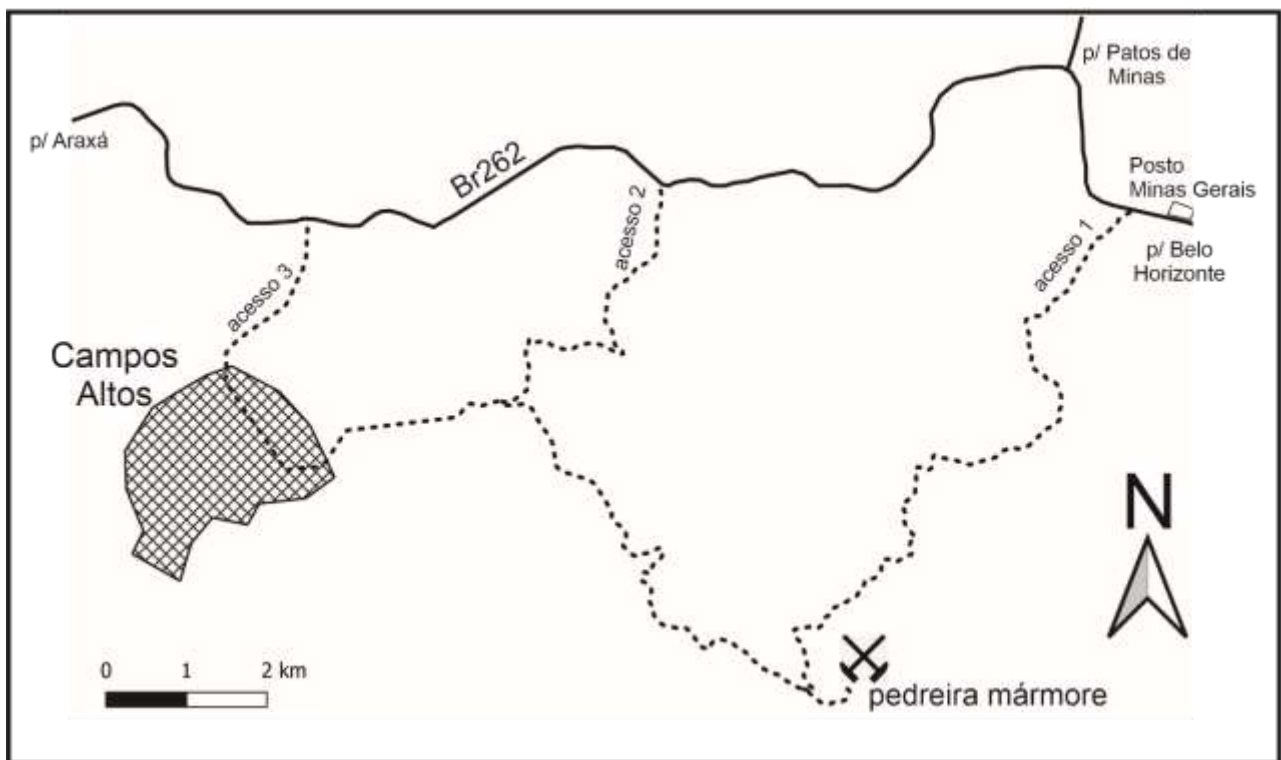 p/ Patos de
Minas
p/ Araxá
Br262
Posto
Minas Gerais
acesso 2
acesso 1
p/ Belo
Horizonte
acesso 3
Campos
Altos
N
0 1 2 km
pedreira mármore